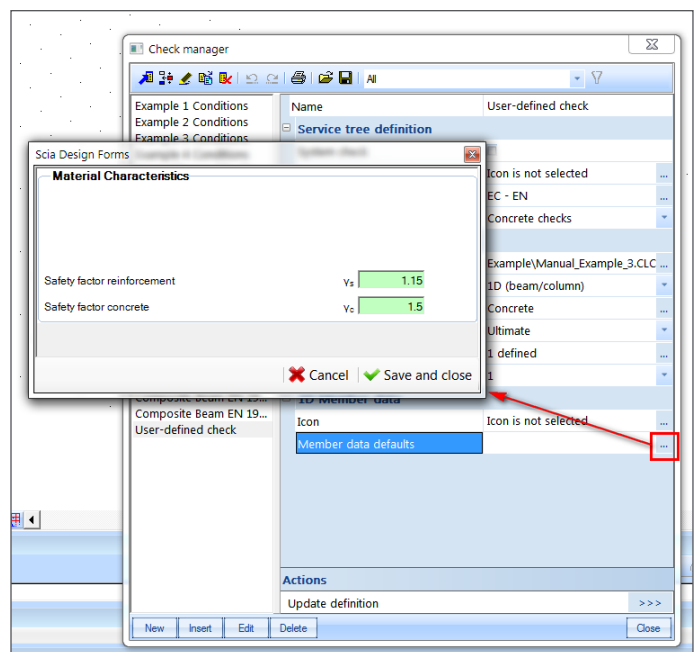 Check manager
All
Example 1 Conditions
Example 2 Conditions
Example 3 Conditions
Name User-defined check
Service tree definition
Icon is not selected ...
EC - EN ...
Concrete checks
Example\Manual_Example_3.CLC ...
1D (beam/column)
Concrete ...
Ultimate
1 defined ...
1
Scia Design Forms
Material Characteristics
Safety factor reinforcement γs 1.15
Safety factor concrete γc 1.5
Cancel Save and close
Composite Beam EN 19...
User-defined check
1D Member data
Icon Icon is not selected ...
Member data defaults ...
Actions
Update definition >>>
New Insert Edit Delete Close